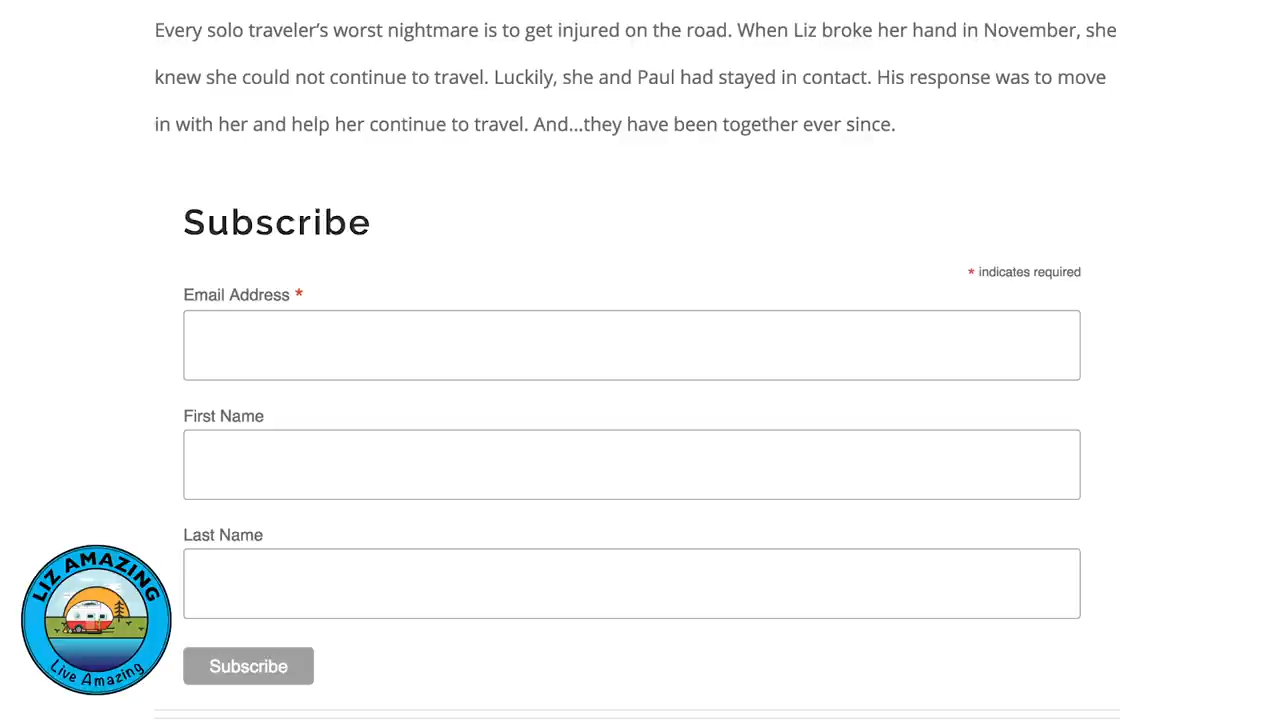 Every solo traveler’s worst nightmare is to get injured on the road. When Liz broke her hand in November, she
knew she could not continue to travel. Luckily, she and Paul had stayed in contact. His response was to move
in with her and help her continue to travel. And…they have been together ever since.
Subscribe
* indicates required
Email Address *
First Name
Last Name
LIZ AMAZING
Live Amazing
Subscribe